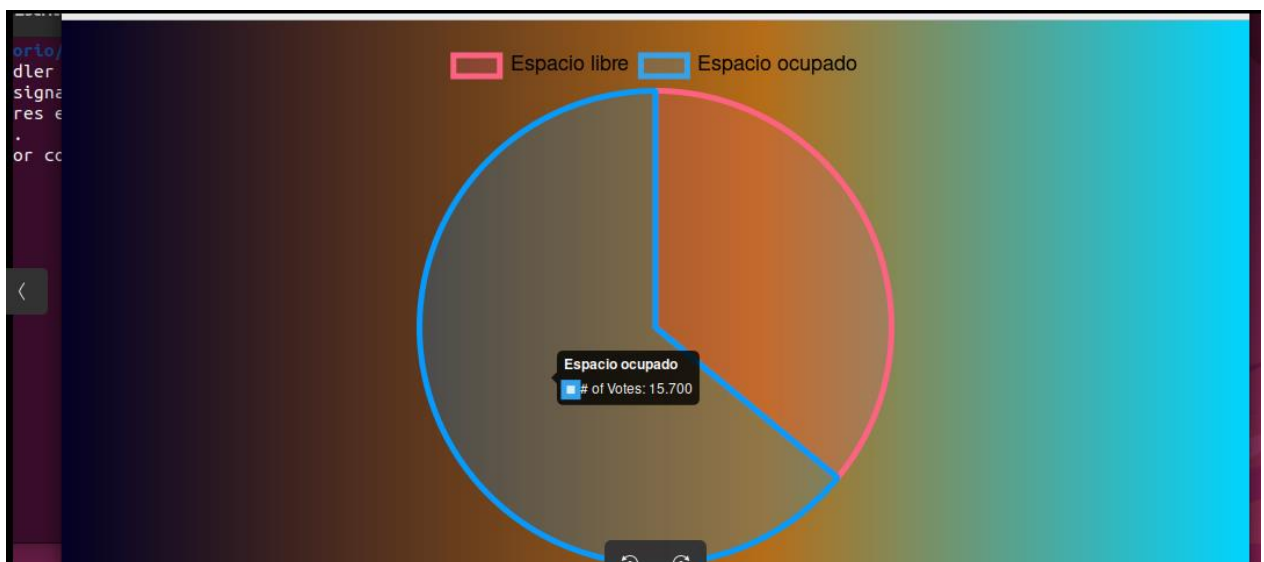 orio/
dler
signa
res e
.
or co
Espacio libre Espacio ocupado
Espacio ocupado
# of Votes: 15.700